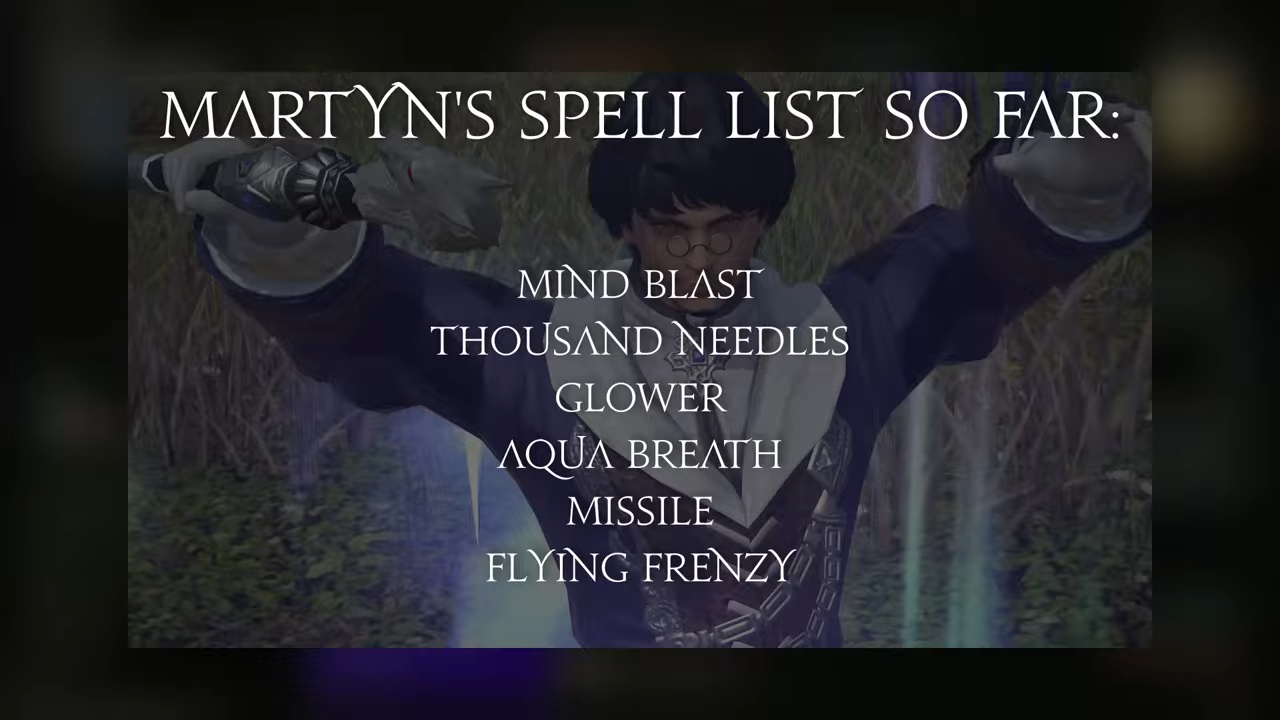 MARTYN'S SPELL LIST SO FAR:
MIND BLAST
THOUSAND NEEDLES
GLOWER
AQUA BREATH
MISSILE
FLYING FRENZY